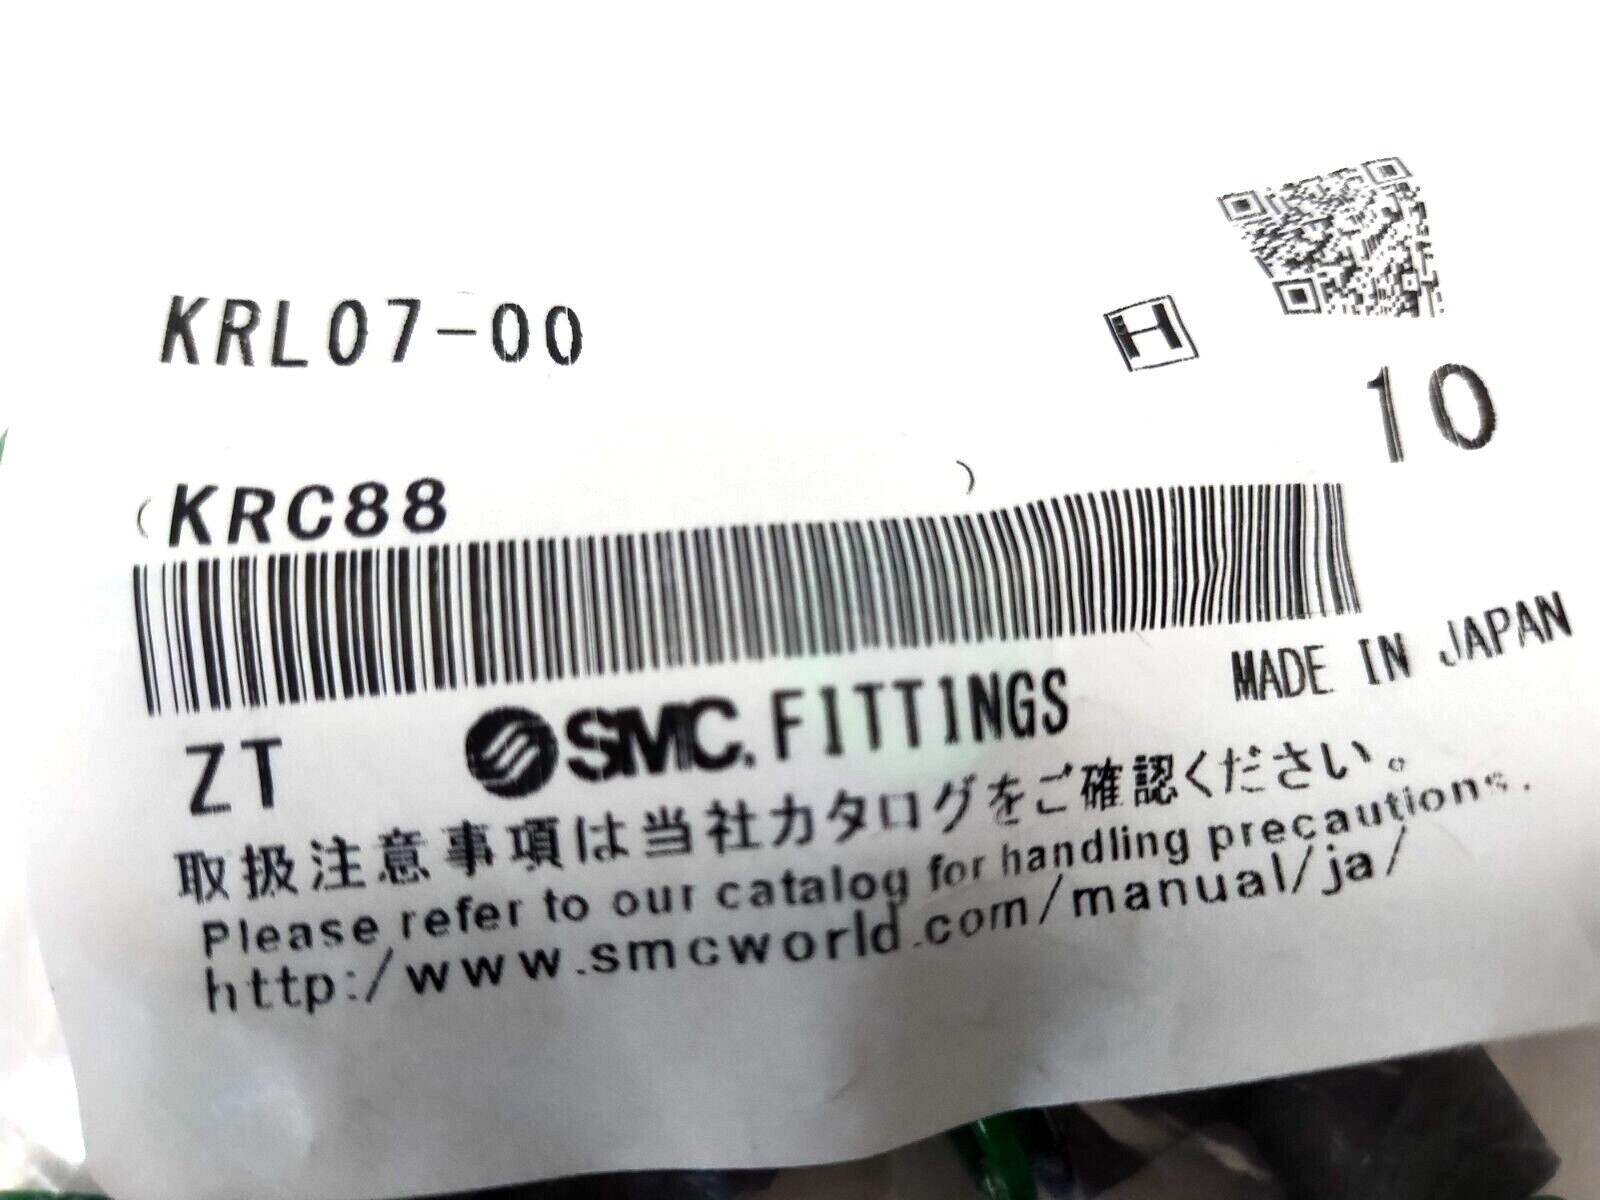 KRL07-00
H
10
(KRC88 )
MADE IN JAPAN
ZT SMC. FITTINGS
取扱注意事項は当社カタログをご確認ください。
Please refer to our catalog for handling precautions.
http:/www.smcworld.com/manual/ja/